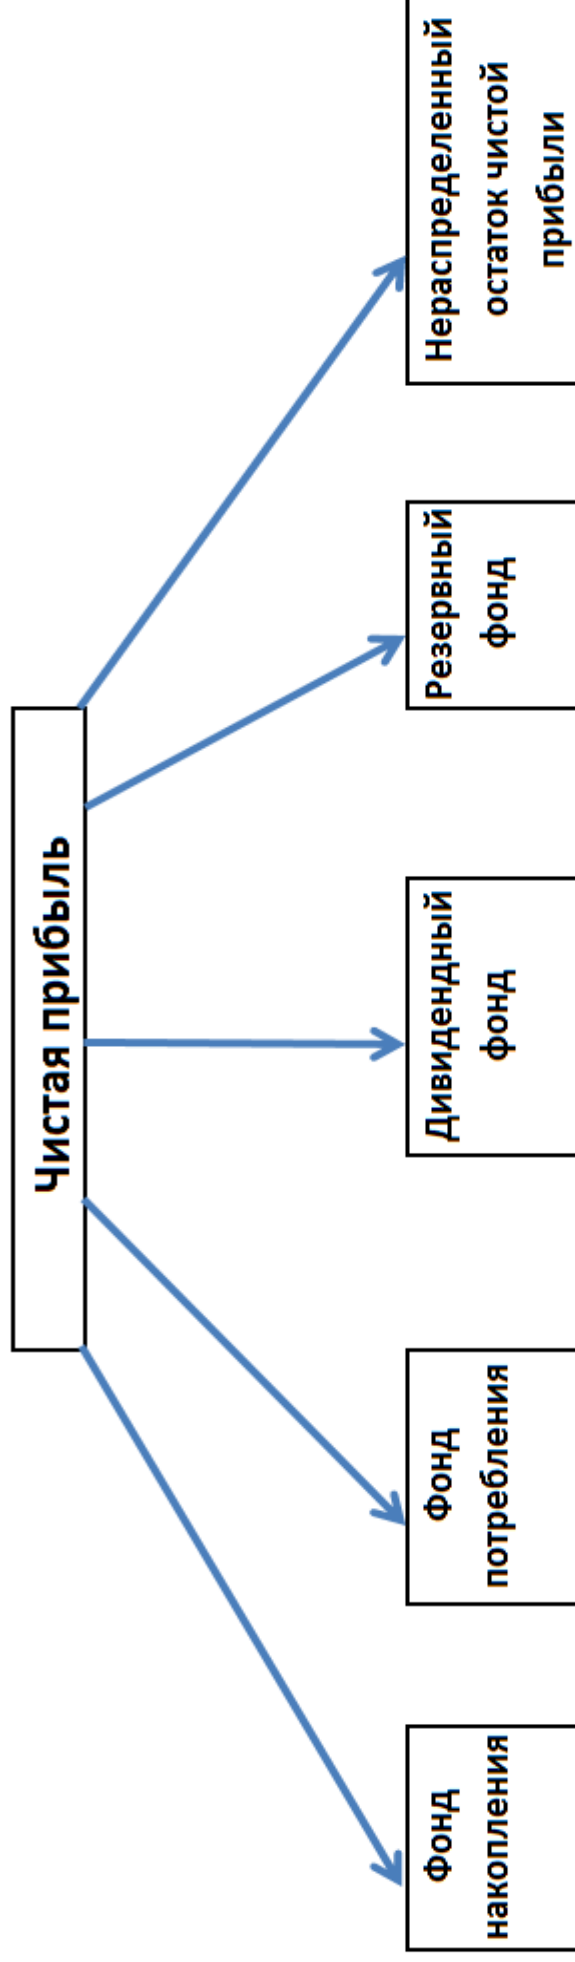 Чистая прибыль
Фонд
накопления
Фонд
потребления
Дивидендный
фонд
Резервный
фонд
Нераспределенный
остаток чистой
прибыли